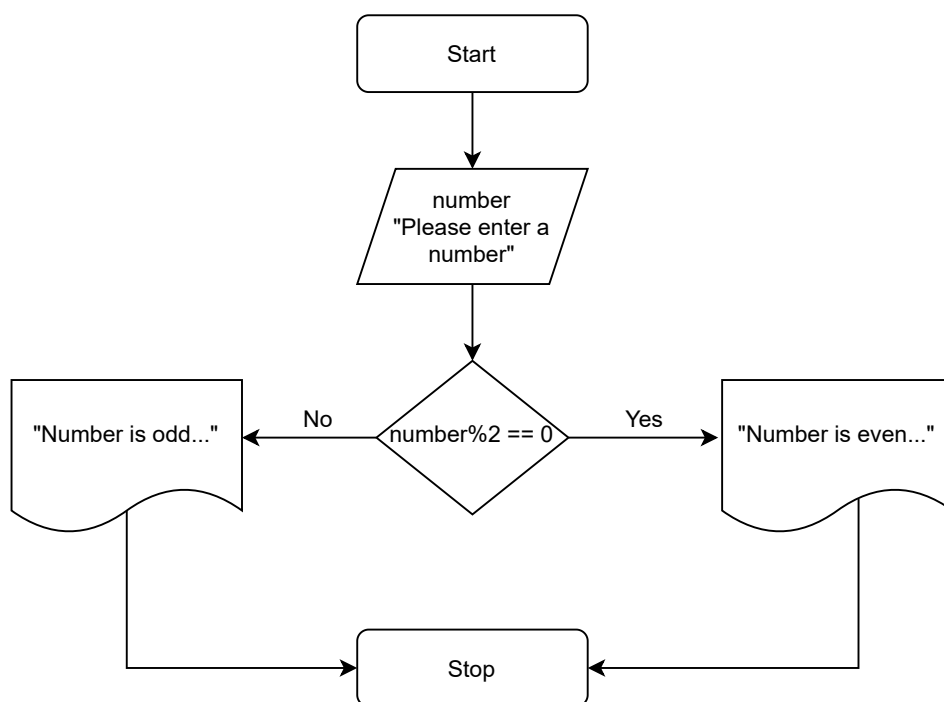 Start
number
"Please enter a
number"
number%2 == 0
No
Yes
"Number is odd..."
"Number is even..."
Stop